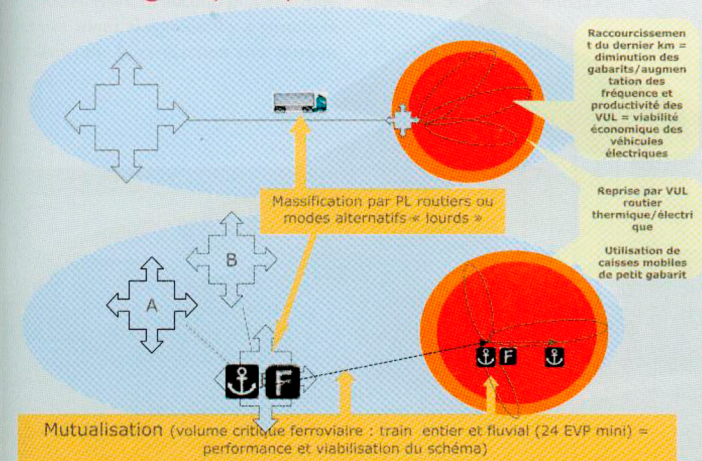 Raccourcissemen
t du dernier km =
diminution des
gabarits/augmen
tation des
fréquence et
productivité des
VUL = viabilité
économique des
véhicules
électriques
Massification par PL routiers ou
modes alternatifs « lourds »
Reprise par VUL
routier
thermique/électri
que
Utilisation de
caisses mobiles
de petit gabarit
B
A
F
F
Mutualisation (volume critique ferroviaire : train entier et fluvial (24 EVP mini) =
performance et viabilisation du schéma)